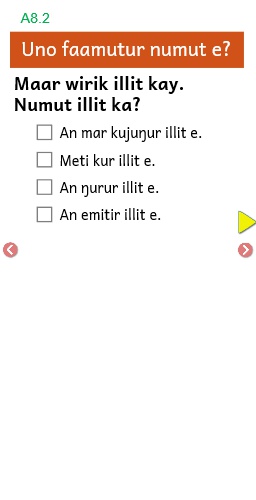 A8.2
Uno faamutur numut e?
Maar wirik illit kay.
Numut illit ka?
An mar kujuŋur illit e.
Meti kur illit e.
An ŋurur illit e.
An emitir illit e.